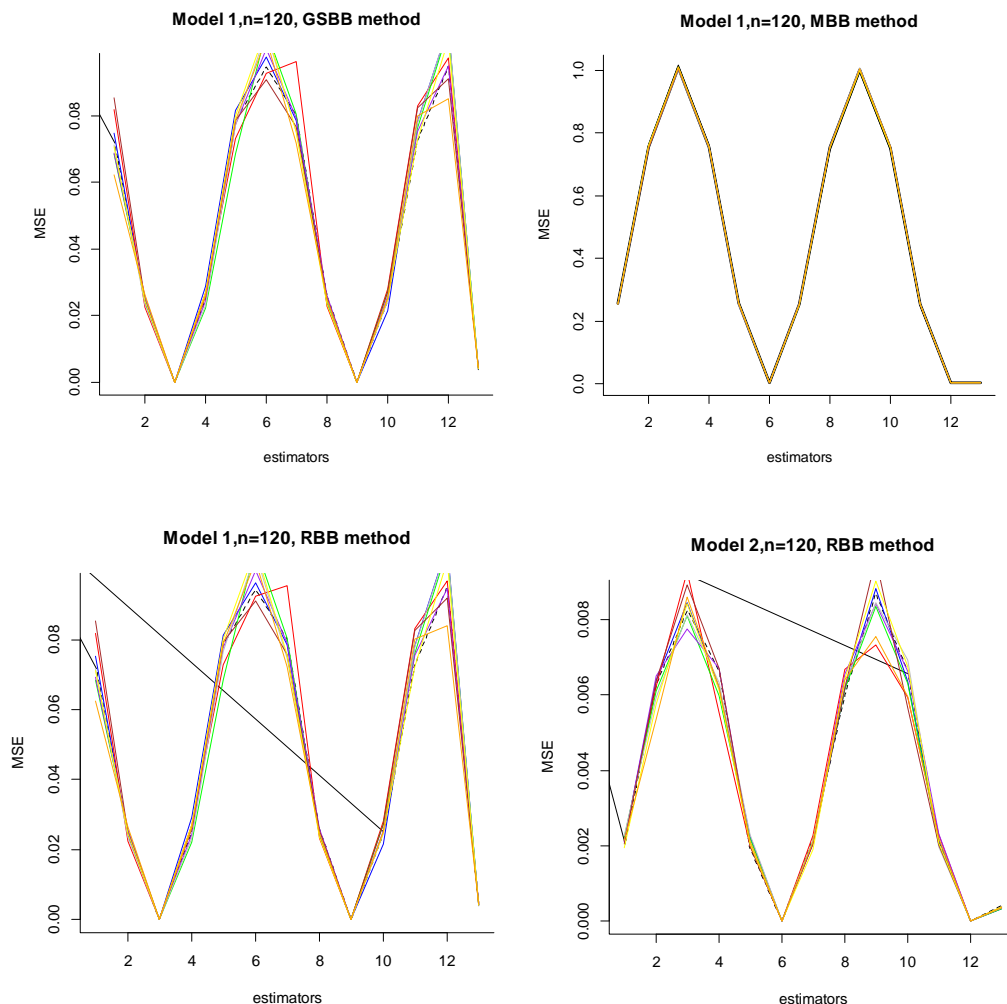 Model 1,n=120, GSBB method
MSE
0.08
0.06
0.04
0.02
0.00
2 4 6 8 10 12
estimators
Model 1,n=120, MBB method
MSE
1.0
0.8
0.6
0.4
0.2
0.0
2 4 6 8 10 12
estimators
Model 1,n=120, RBB method
MSE
0.08
0.06
0.04
0.02
0.00
2 4 6 8 10 12
estimators
Model 2,n=120, RBB method
MSE
0.008
0.006
0.004
0.002
0.000
2 4 6 8 10 12
estimators